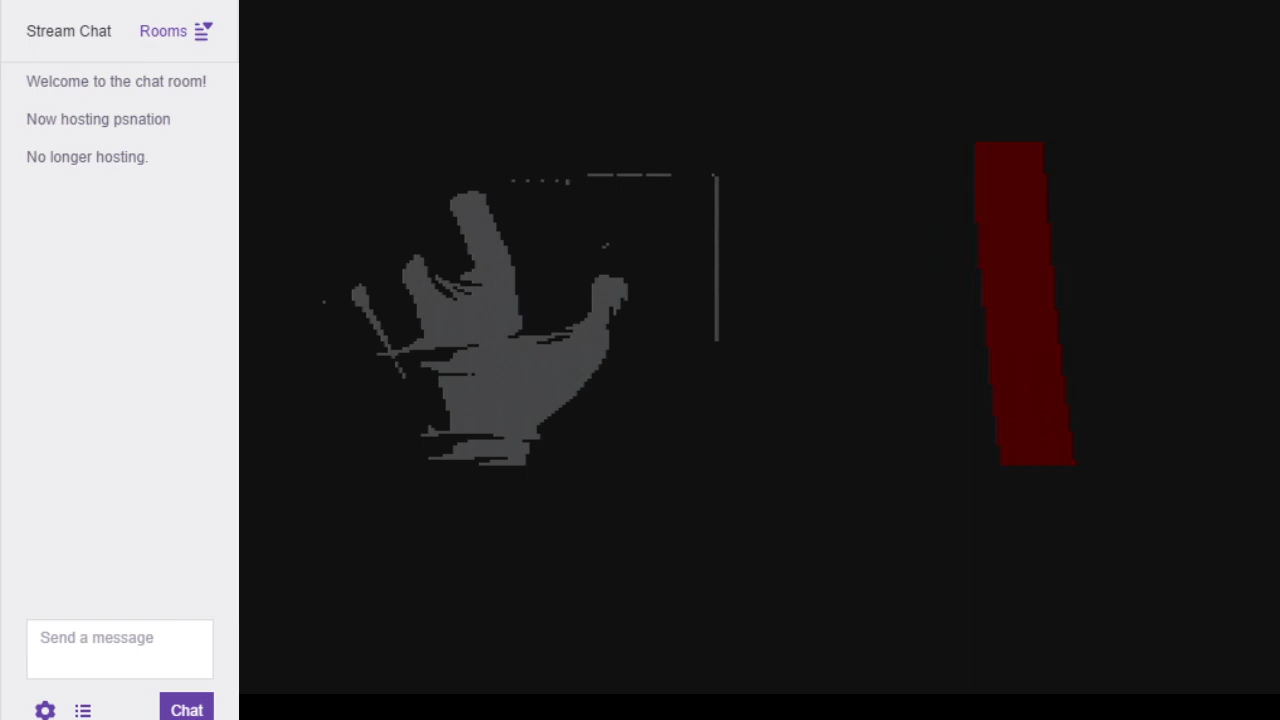 Stream Chat
Rooms
Welcome to the chat room!
Now hosting psnation
No longer hosting.
Send a message
Chat